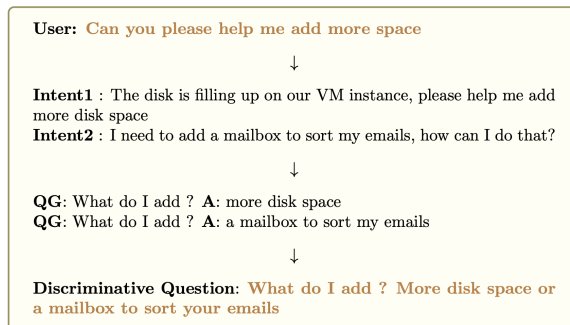 User: Can you please help me add more space
↓
Intent1 : The disk is filling up on our VM instance, please help me add
more disk space
Intent2 : I need to add a mailbox to sort my emails, how can I do that?
↓
QG: What do I add ? A: more disk space
QG: What do I add ? A: a mailbox to sort my emails
↓
Discriminative Question: What do I add ? More disk space or
a mailbox to sort your emails